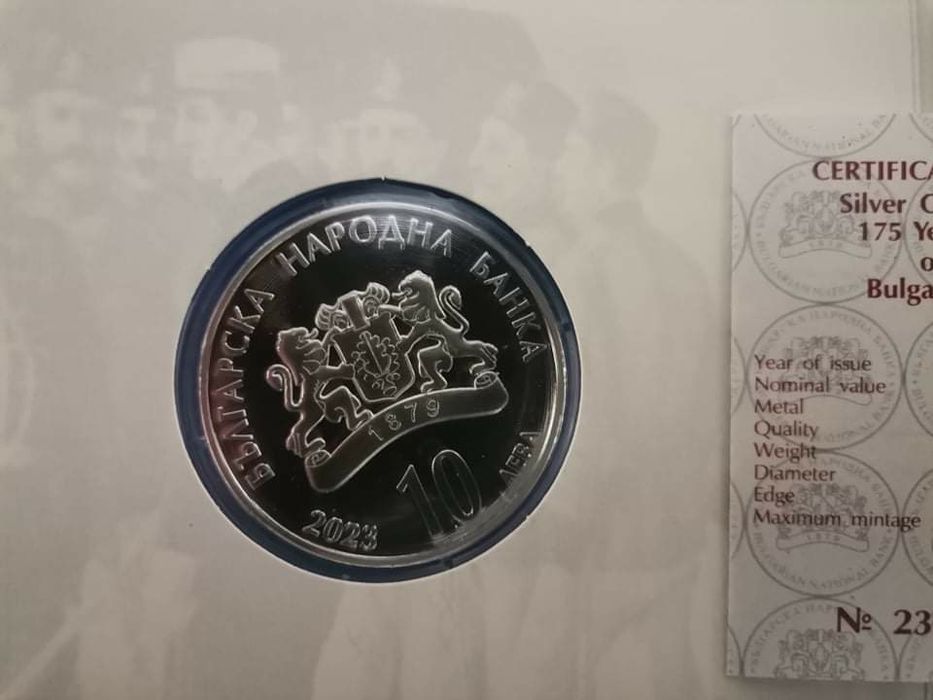 БЪЛГАРСКА НАРОДНА БАНКА
1879
10
ЛЕВА
2023
CERTIFICA
Silver C
175 Ye
o
Bulga
Year of issue
Nominal value
Metal
Quality
Weight
Diameter
Edge
Maximum mintage
№ 23